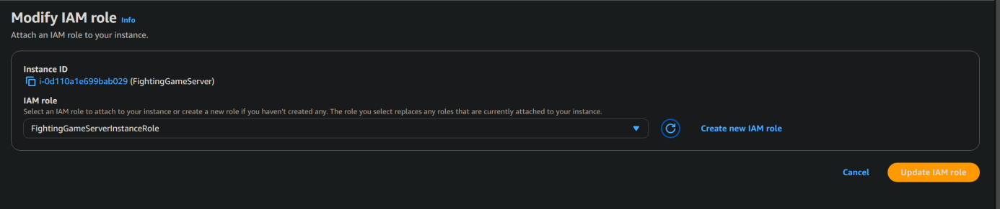 Modify IAM role Info
Attach an IAM role to your instance.
Instance ID
i-0d110a1e699bab029 (FightingGameServer)
IAM role
Select an IAM role to attach to your instance or create a new role if you haven't created any. The role you select replaces any roles that are currently attached to your instance.
FightingGameServerInstanceRole Create new IAM role
Cancel Update IAM role